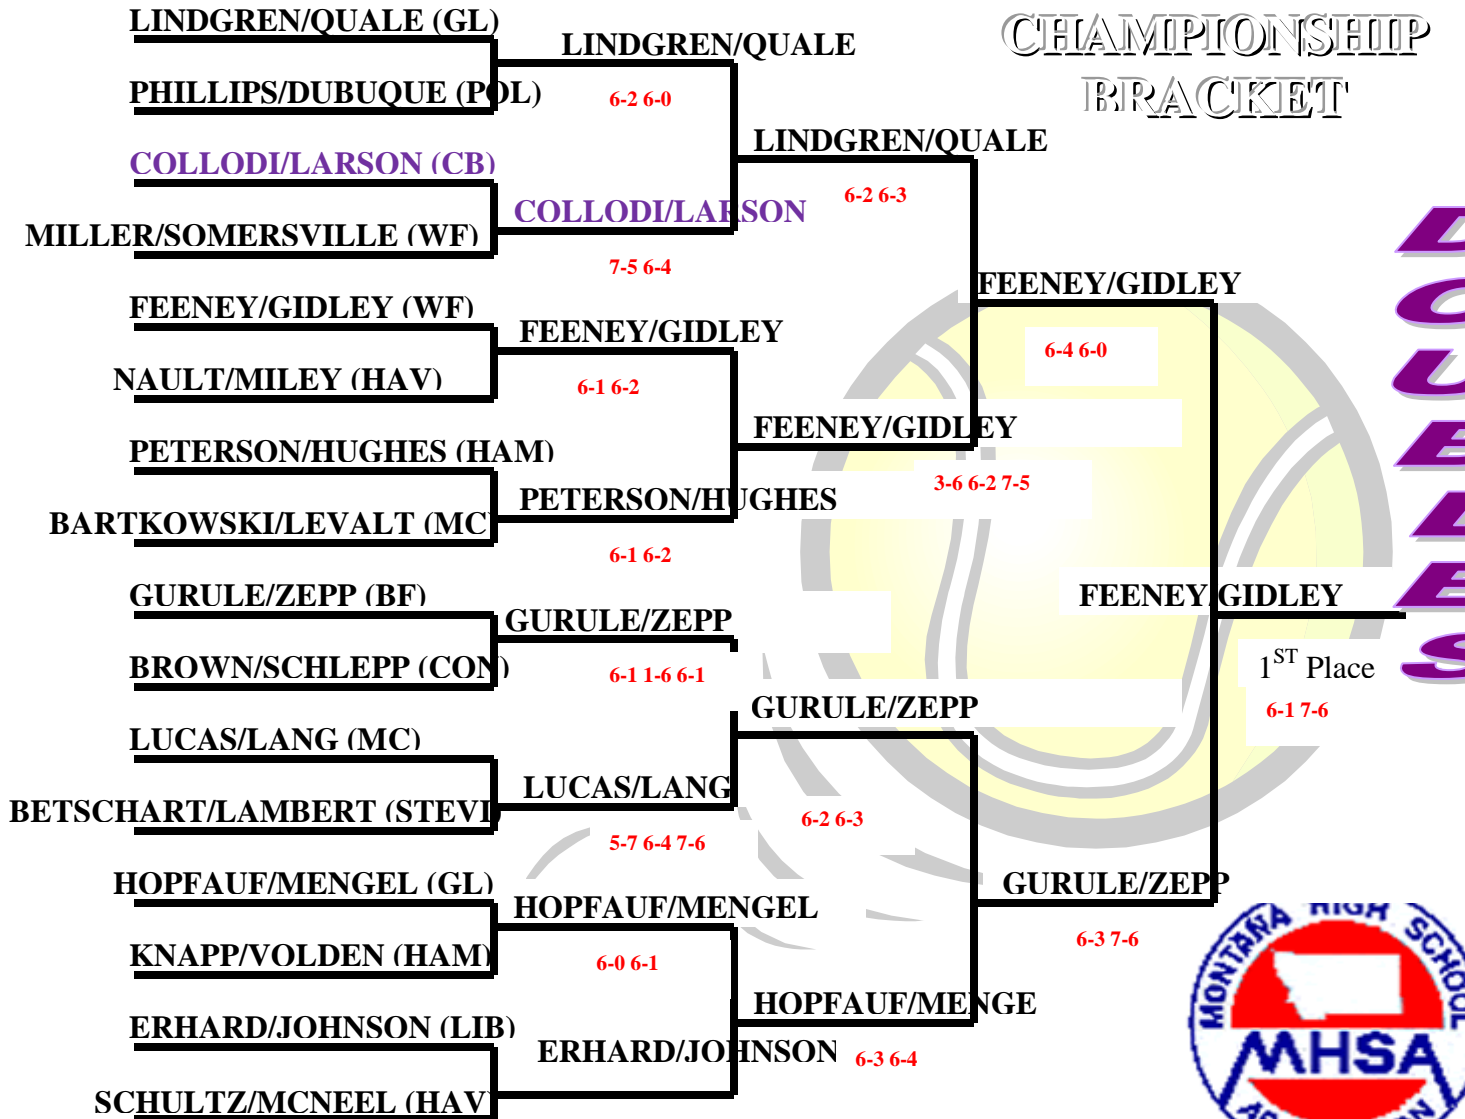 LINDGREN/QUALE (GL)
LINDGREN/QUALE
CHAMPIONSHIP
BRACKET
PHILLIPS/DUBUQUE (POL)
6-2 6-0
LINDGREN/QUALE
COLLODI/LARSON (CB)
6-2 6-3
COLLODI/LARSON
MILLER/SOMERSVILLE (WF)
7-5 6-4
FEENEY/GIDLEY
FEENEY/GIDLEY (WF)
FEENEY/GIDLEY
6-4 6-0
NAULT/MILEY (HAV)
6-1 6-2
FEENEY/GIDLEY
PETERSON/HUGHES (HAM)
3-6 6-2 7-5
PETERSON/HUGHES
BARTKOWSKI/LEVALT (MC)
6-1 6-2
GURULE/ZEPP (BF)
FEENEY/GIDLEY
GURULE/ZEPP
BROWN/SCHLEPP (CON)
6-1 1-6 6-1
1ST Place
GURULE/ZEPP
6-1 7-6
LUCAS/LANG (MC)
LUCAS/LANG
BETSCHART/LAMBERT (STEVI)
6-2 6-3
5-7 6-4 7-6
HOPFAUF/MENGEL (GL)
GURULE/ZEPP
HOPFAUF/MENGEL
6-3 7-6
KNAPP/VOLDEN (HAM)
6-0 6-1
HOPFAUF/MENGE
ERHARD/JOHNSON (LIB)
ERHARD/JOHNSON
6-3 6-4
SCHULTZ/MCNEEL (HAV)
DOUBLES
MONTANA HIGH SCHOOL
MHSA